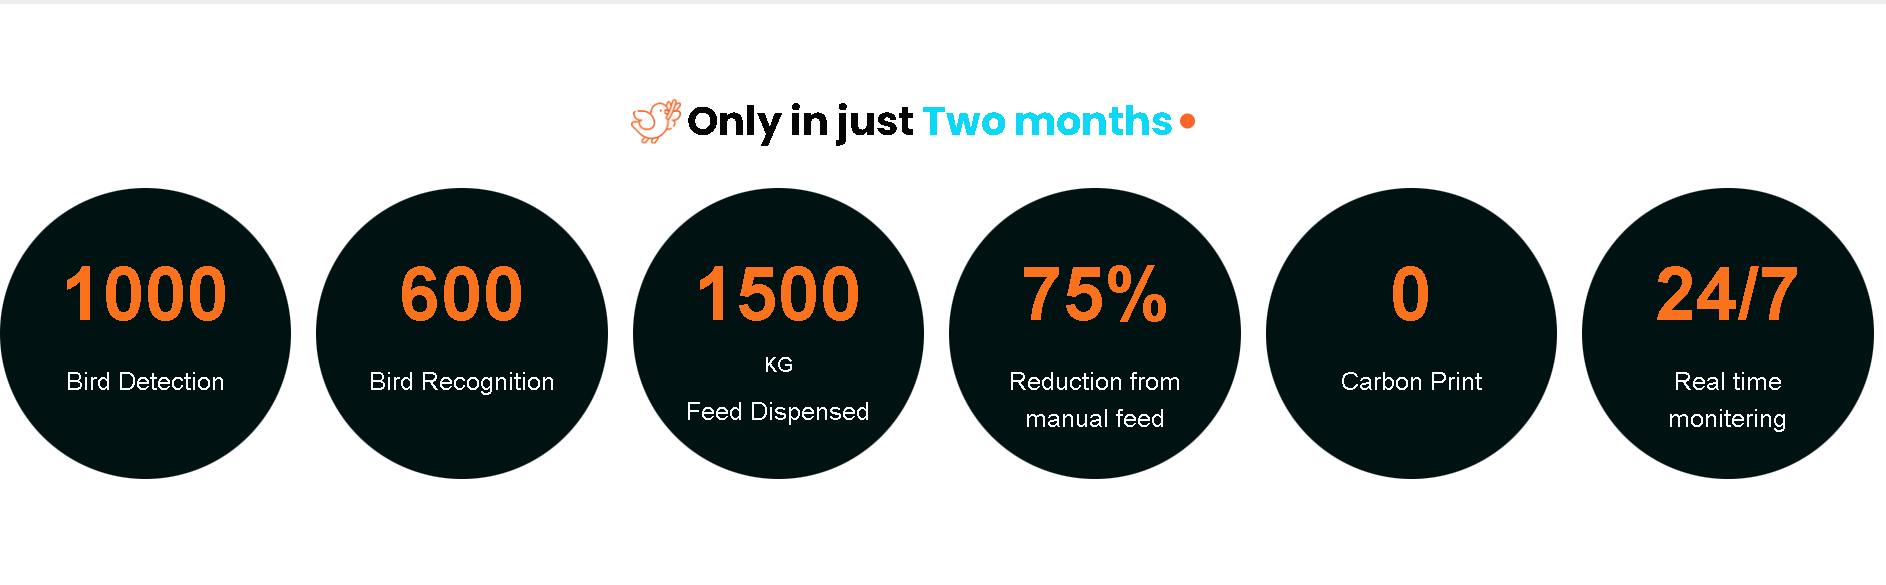 Only in just Two months
1000
Bird Detection
600
Bird Recognition
1500
KG
Feed Dispensed
75%
Reduction from
manual feed
0
Carbon Print
24/7
Real time
monitering